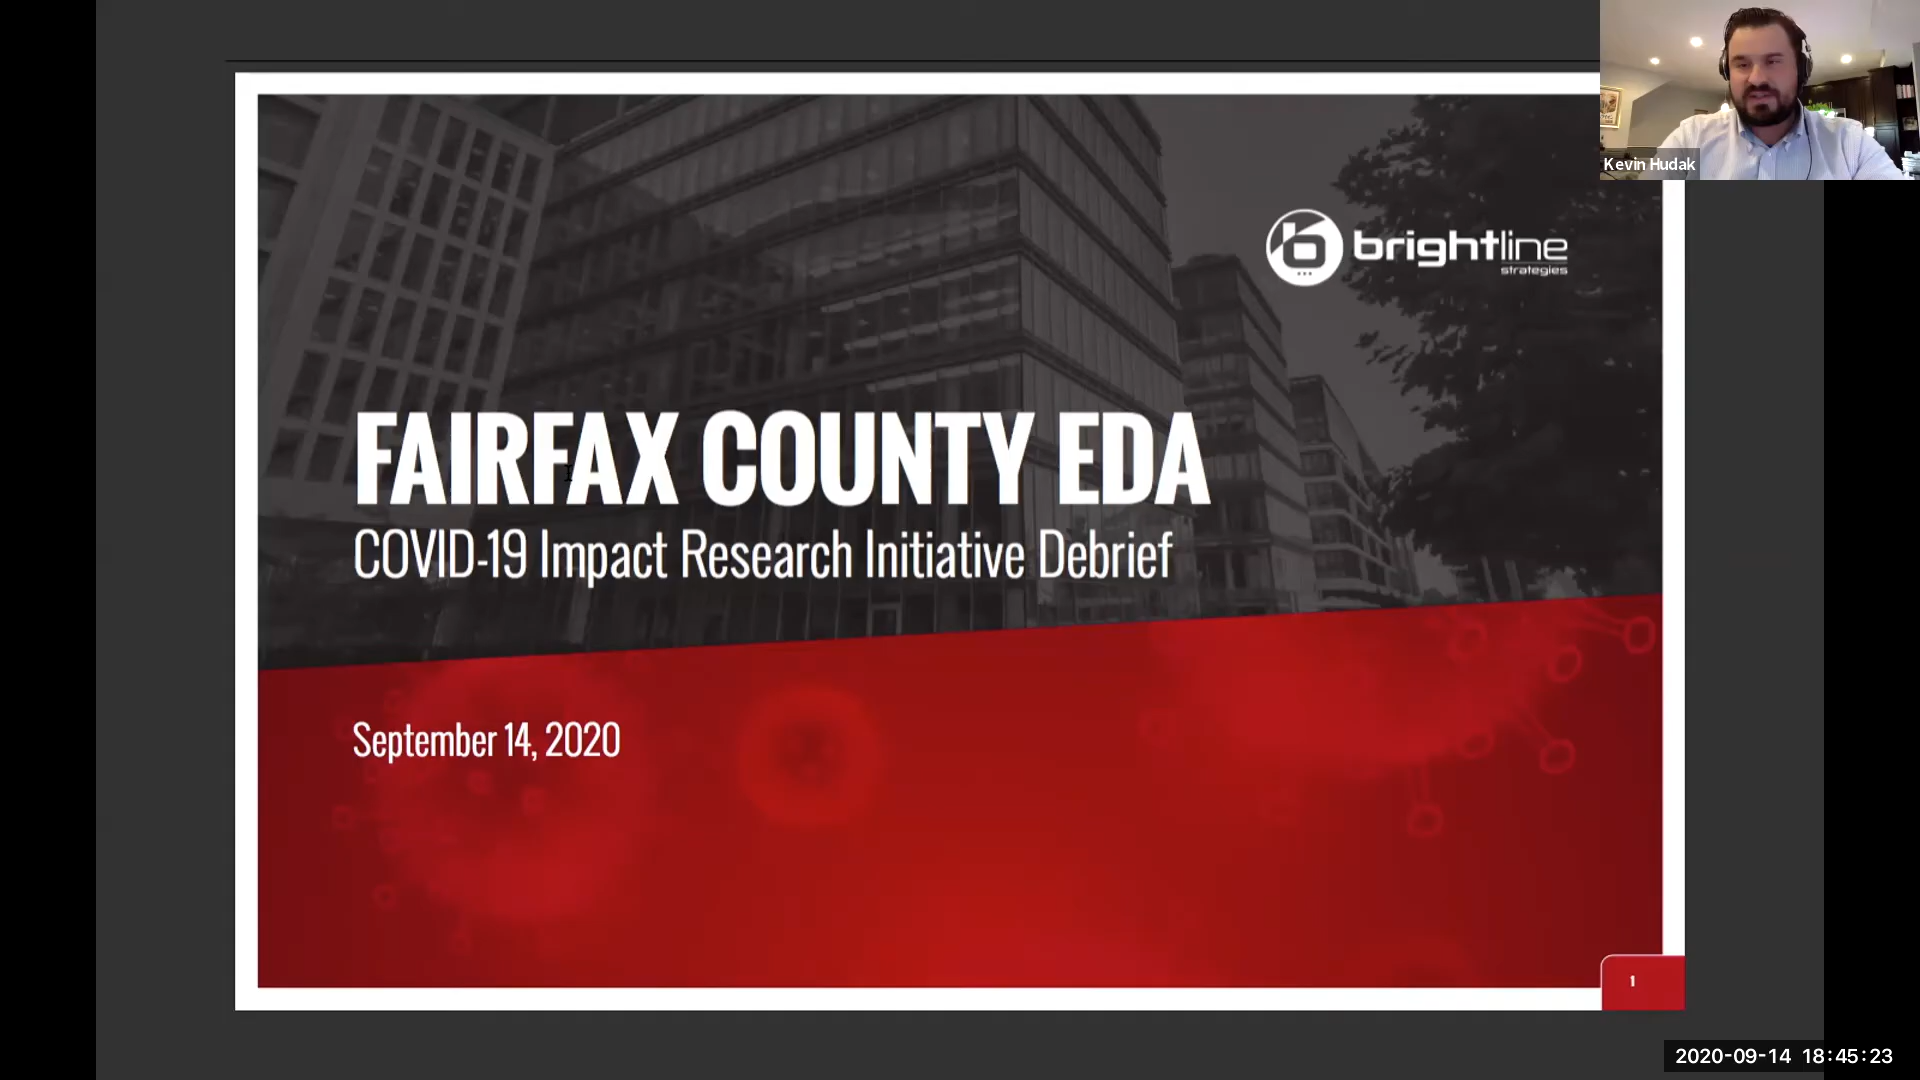 Kevin Hudak
brightline
strategies
FAIRFAX COUNTY EDA
COVID-19 Impact Research Initiative Debrief
September 14, 2020
1
2020-09-14 18:45:23